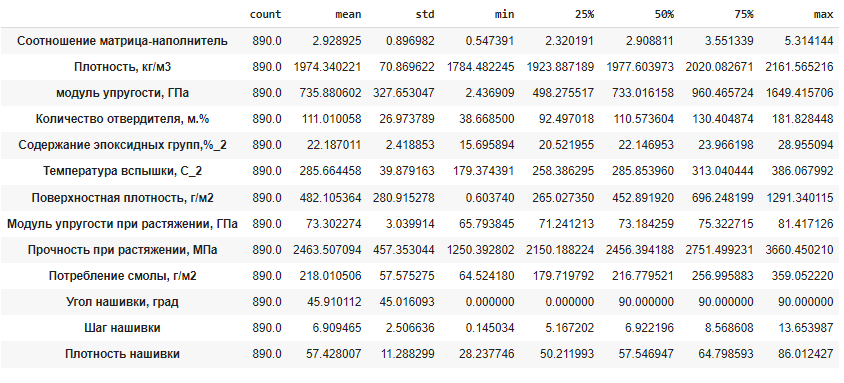 count mean std min 25% 50% 75% max
Соотношение матрица-наполнитель 890.0 2.928925 0.896982 0.547391 2.320191 2.908811 3.551339 5.314144
Плотность, кг/м3 890.0 1974.340221 70.869622 1784.482245 1923.887189 1977.603973 2020.082671 2161.565216
модуль упругости, ГПа 890.0 735.880602 327.653047 2.436909 498.275517 733.016158 960.465724 1649.415706
Количество отвердителя, м.% 890.0 111.010058 26.973789 38.668500 92.497018 110.573604 130.404874 181.828448
Содержание эпоксидных групп,%_2 890.0 22.187011 2.418853 15.695894 20.521955 22.146953 23.966198 28.955094
Температура вспышки, С_2 890.0 285.664458 39.879163 179.374391 258.386295 285.853960 313.040444 386.067992
Поверхностная плотность, г/м2 890.0 482.105364 280.915278 0.603740 265.027350 452.891920 696.248199 1291.340115
Модуль упругости при растяжении, ГПа 890.0 73.302274 3.039914 65.793845 71.241213 73.184259 75.322715 81.417126
Прочность при растяжении, МПа 890.0 2463.507094 457.353044 1250.392802 2150.188224 2456.394188 2751.499231 3660.450210
Потребление смолы, г/м2 890.0 218.010506 57.575275 64.524180 179.719792 216.779521 256.995883 359.052220
Угол нашивки, град 890.0 45.910112 45.016093 0.000000 0.000000 90.000000 90.000000 90.000000
Шаг нашивки 890.0 6.909465 2.506636 0.145034 5.167202 6.922196 8.568608 13.653987
Плотность нашивки 890.0 57.428007 11.288299 28.237746 50.211993 57.546947 64.798593 86.012427